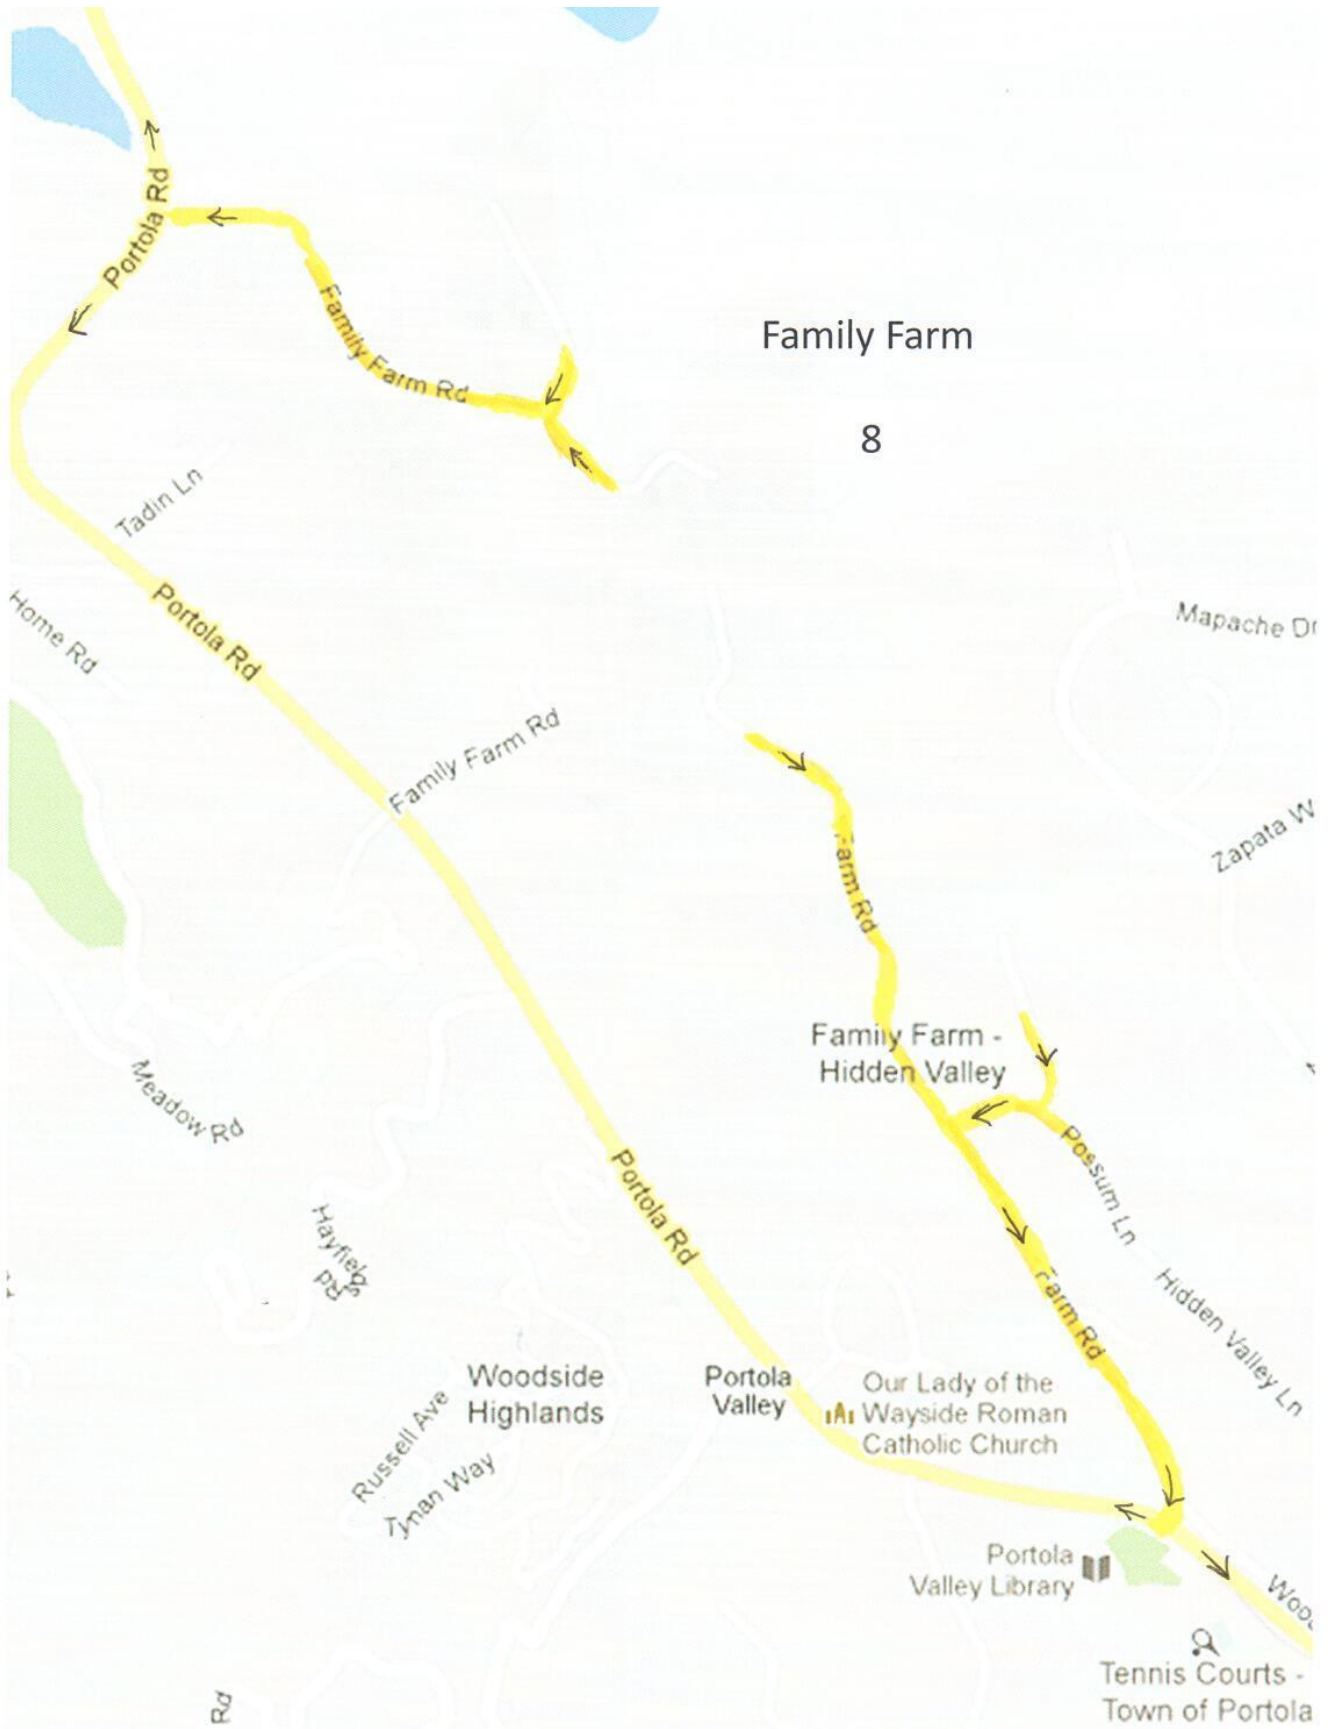 Portola Rd
Family Farm Rd
Family Farm
8
Tadin Ln
Home Rd
Portola Rd
Mapache Dr
Family Farm Rd
Zapata W
Farm Rd
Family Farm -
Hidden Valley
Meadow Rd
Possum Ln
Portola Rd
Hayfields
Rd
Hidden Valley Ln
Farm Rd
Woodside
Highlands
Portola
Valley
Our Lady of the
Wayside Roman
Catholic Church
Russell Ave
Tynan Way
Portola
Valley Library
Wood
Tennis Courts -
Town of Portola
Rd